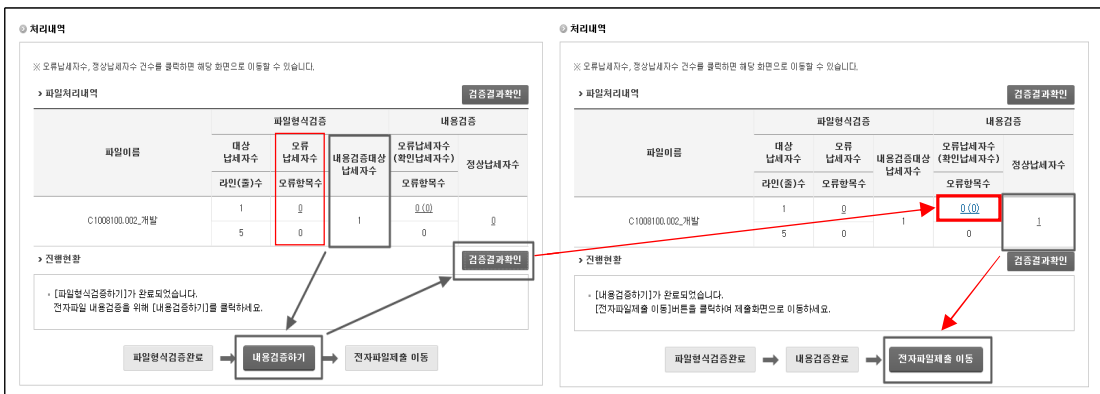 처리내역
※ 오류납세자수, 정상납세자수 건수를 클릭하면 해당 화면으로 이동할 수 있습니다.
› 파일처리내역
검증결과확인
파일이름
파일형식검증
내용검증
대상
납세자수
오류
납세자수
내용검증대상
납세자수
오류납세자수
(확인납세자수)
정상납세자수
라인(줄)수
오류항목수
오류항목수
C1008100.002_개발
1
0
1
0 (0)
0
5
0
0
› 진행현황
검증결과확인
- [파일형식검증하기]가 완료되었습니다.
전자파일 내용검증을 위해 [내용검증하기]를 클릭하세요.
파일형식검증완료
내용검증하기
전자파일제출 이동
처리내역
※ 오류납세자수, 정상납세자수 건수를 클릭하면 해당 화면으로 이동할 수 있습니다.
› 파일처리내역
검증결과확인
파일이름
파일형식검증
내용검증
대상
납세자수
오류
납세자수
내용검증대상
납세자수
오류납세자수
(확인납세자수)
정상납세자수
라인(줄)수
오류항목수
오류항목수
C1008100.002_개발
1
0
1
0 (0)
1
5
0
0
› 진행현황
검증결과확인
- [내용검증하기]가 완료되었습니다.
[전자파일제출 이동]버튼을 클릭하여 제출화면으로 이동하세요.
파일형식검증완료
내용검증완료
전자파일제출 이동